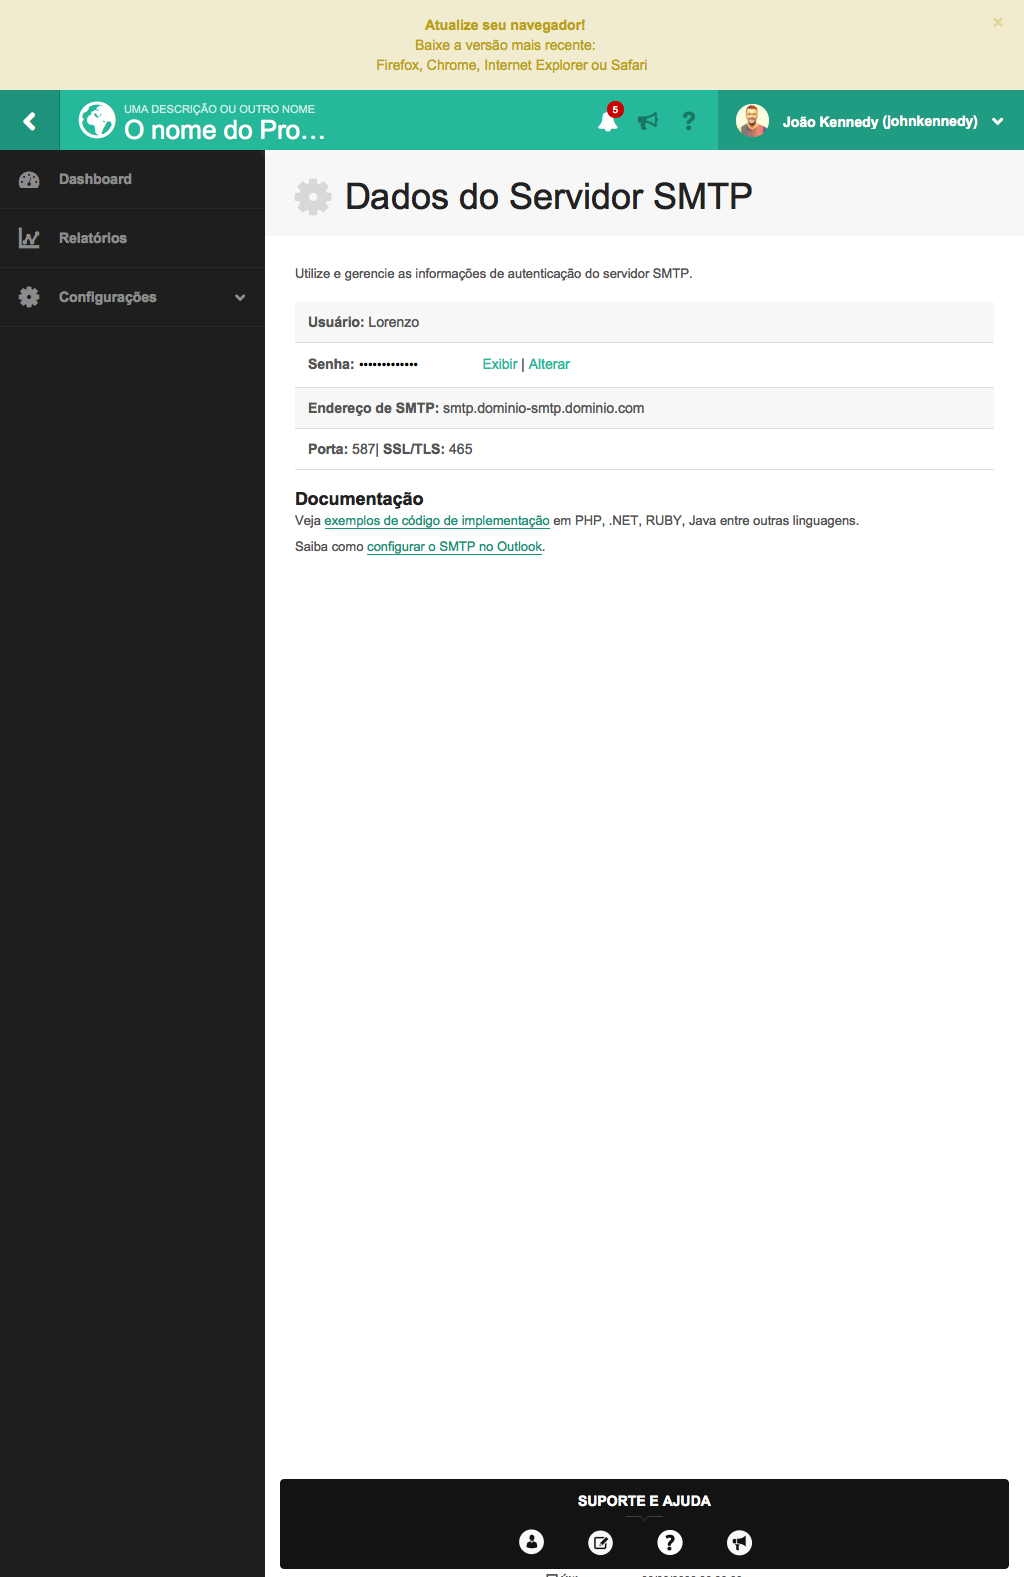 Atualize seu navegador!
Baixe a versão mais recente:
Firefox, Chrome, Internet Explorer ou Safari
×
UMA DESCRIÇÃO OU OUTRO NOME
O nome do Pro...
5
?
João Kennedy (johnkennedy)
Dashboard
Relatórios
Configurações
Dados do Servidor SMTP
Utilize e gerencie as informações de autenticação do servidor SMTP.
Usuário: Lorenzo
Senha: ••••••••••••• Exibir | Alterar
Endereço de SMTP: smtp.dominio-smtp.dominio.com
Porta: 587| SSL/TLS: 465
Documentação
Veja exemplos de código de implementação em PHP, .NET, RUBY, Java entre outras linguagens.
Saiba como configurar o SMTP no Outlook.
SUPORTE E AJUDA
?